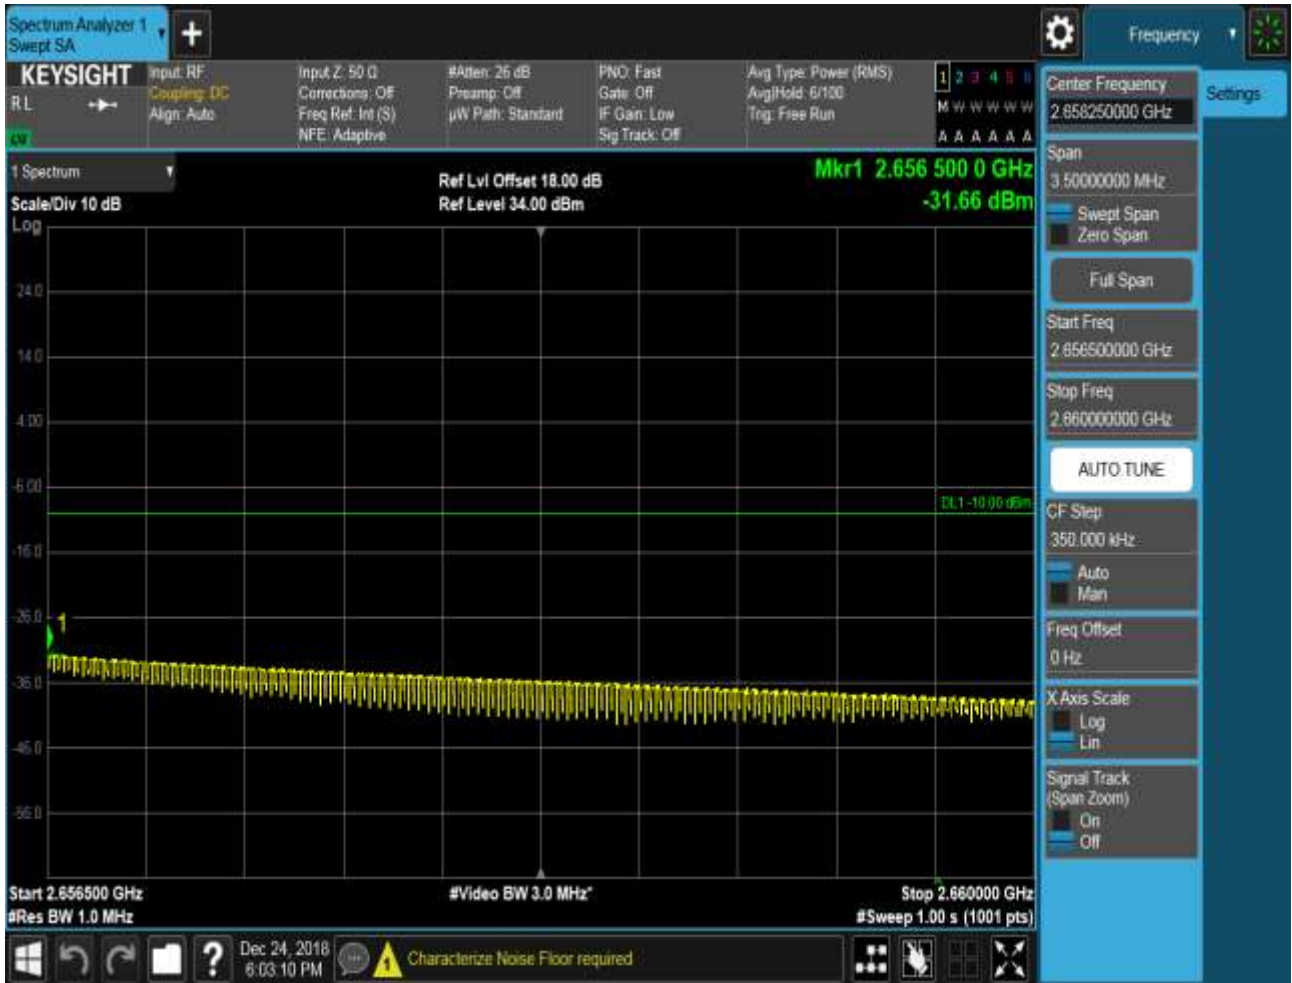 Spectrum Analyzer 1
Swept SA
+
Frequency
KEYSIGHT
RL
LW
Input: RF
Coupling: DC
Align: Auto
Input Z: 50 Ω
Corrections: Off
Freq Ref: Int (S)
NFE: Adaptive
#Atten: 26 dB
Preamp: Off
µW Path: Standard
PNO: Fast
Gate: Off
IF Gain: Low
Sig Track: Off
Avg Type: Power (RMS)
Avg|Hold: 6/100
Trig: Free Run
1 2 3 4 5 6
M W W W W W
A A A A A A
1 Spectrum
Scale/Div 10 dB
Log
Ref Lvl Offset 18.00 dB
Ref Level 34.00 dBm
Mkr1 2.656 500 0 GHz
-31.66 dBm
24.0
14.0
4.00
-6.00
-16.0
-26.0
-36.0
-46.0
-56.0
DL1 -10.00 dBm
1
Start 2.656500 GHz
#Res BW 1.0 MHz
#Video BW 3.0 MHz*
Stop 2.660000 GHz
#Sweep 1.00 s (1001 pts)
Center Frequency
2.658250000 GHz
Settings
Span
3.50000000 MHz
Swept Span
Zero Span
Full Span
Start Freq
2.656500000 GHz
Stop Freq
2.660000000 GHz
AUTO TUNE
CF Step
350.000 kHz
Auto
Man
Freq Offset
0 Hz
X Axis Scale
Log
Lin
Signal Track
(Span Zoom)
On
Off
?
Dec 24, 2018
6:03:10 PM
1
Characterize Noise Floor required